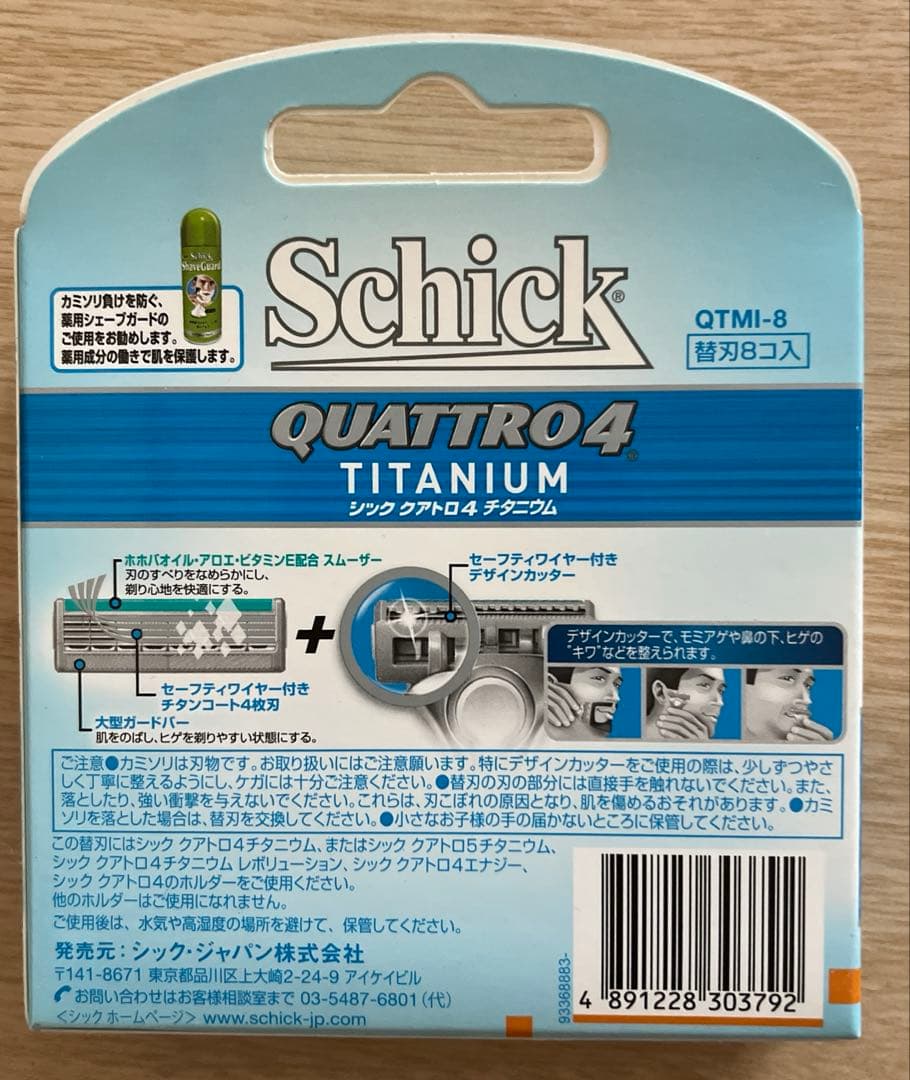 Schick
ShaveGuard
カミソリ負けを防ぐ、
薬用シェーブガードの
ご使用をお勧めします。
薬用成分の働きで肌を保護します。
Schick®
QTMI-8
替刃8コ入
QUATTRO4®
TITANIUM
シック クアトロ4 チタニウム
ホホバオイル・アロエ・ビタミンE配合 スムーザー
刃のすべりをなめらかにし、
剃り心地を快適にする。
セーフティワイヤー付き
デザインカッター
+
デザインカッターで、モミアゲや鼻の下、ヒゲの
"キワ"などを整えられます。
セーフティワイヤー付き
チタンコート4枚刃
大型ガードバー
肌をのばし、ヒゲを剃りやすい状態にする。
ご注意●カミソリは刃物です。お取り扱いにはご注意願います。特にデザインカッターをご使用の際は、少しずつやさ
しく丁寧に整えるようにし、ケガには十分ご注意ください。●替刃の刃の部分には直接手を触れないでください。また、
落としたり、強い衝撃を与えないでください。これらは、刃こぼれの原因となり、肌を傷めるおそれがあります。●カミ
ソリを落とした場合は、替刃を交換してください。●小さなお子様の手の届かないところに保管してください。
この替刃にはシック クアトロ4チタニウム、またはシック クアトロ5チタニウム、
シック クアトロ4チタニウム レボリューション、シック クアトロ4エナジー、
シック クアトロ4のホルダーをご使用ください。
他のホルダーはご使用になれません。
ご使用後は、水気や高湿度の場所を避けて、保管してください。
発売元：シック・ジャパン株式会社
〒141-8671 東京都品川区上大崎2-24-9 アイケイビル
お問い合わせはお客様相談室まで 03-5487-6801（代）
＜シック ホームページ＞ www.schick-jp.com
93368883-
4 891228 303792